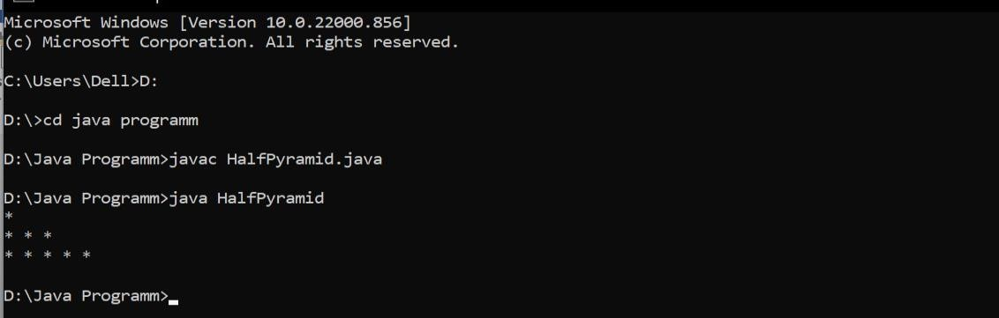 Microsoft Windows [Version 10.0.22000.856]
(c) Microsoft Corporation. All rights reserved.
C:\Users\Dell>D:
D:\>cd java programm
D:\Java Programm>javac HalfPyramid.java
D:\Java Programm>java HalfPyramid
*
* * *
* * * * *
D:\Java Programm>